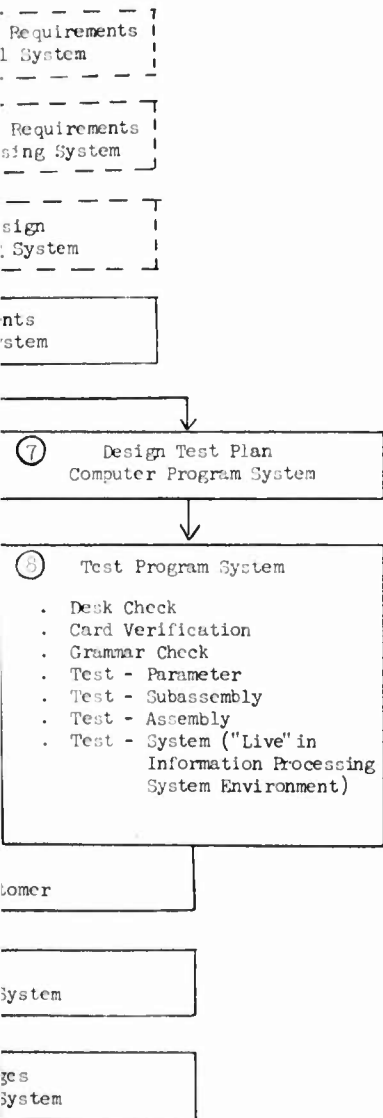 Requirements
l System
Requirements
sing System
sign
System
nts
stem
7 Design Test Plan
Computer Program System
8 Test Program System
. Desk Check
. Card Verification
. Grammar Check
. Test - Parameter
. Test - Subassembly
. Test - Assembly
. Test - System ("Live" in
Information Processing
System Environment)
tomer
System
ges
System